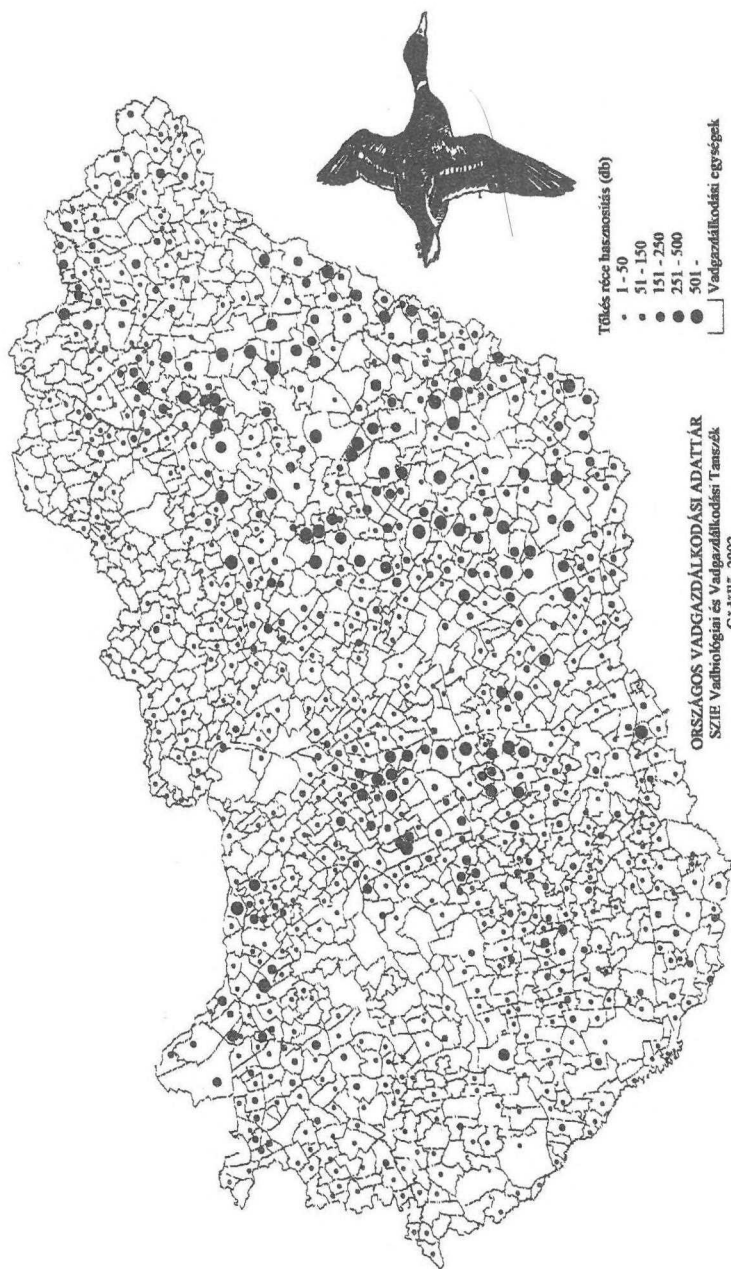 Tőkés réce hasznosítás (db)
1 - 50
51 - 150
151 - 250
251 - 500
501 -
Vadgazdálkodási egységek
ORSZÁGOS VADGAZDÁLKODÁSI ADATTÁR
SZIE Vadbiológiai és Vadgazdálkodási Tanszék
2002